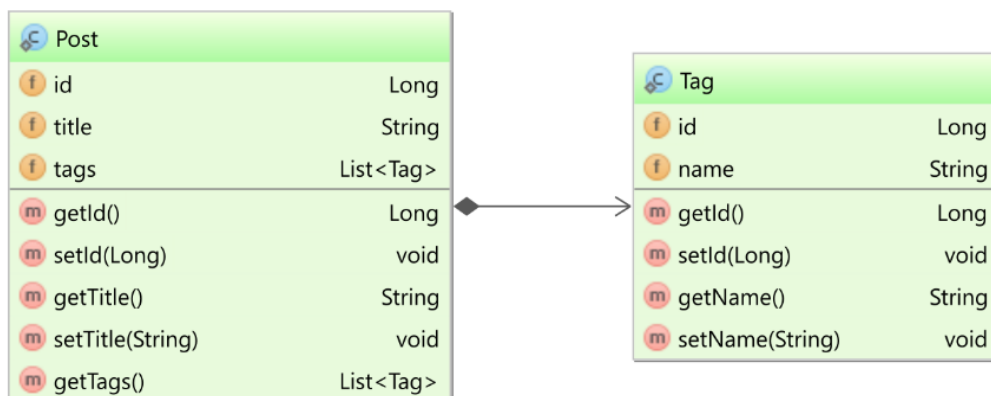 Post
id Long
title String
tags List<Tag>
getId() Long
setId(Long) void
getTitle() String
setTitle(String) void
getTags() List<Tag>
Tag
id Long
name String
getId() Long
setId(Long) void
getName() String
setName(String) void